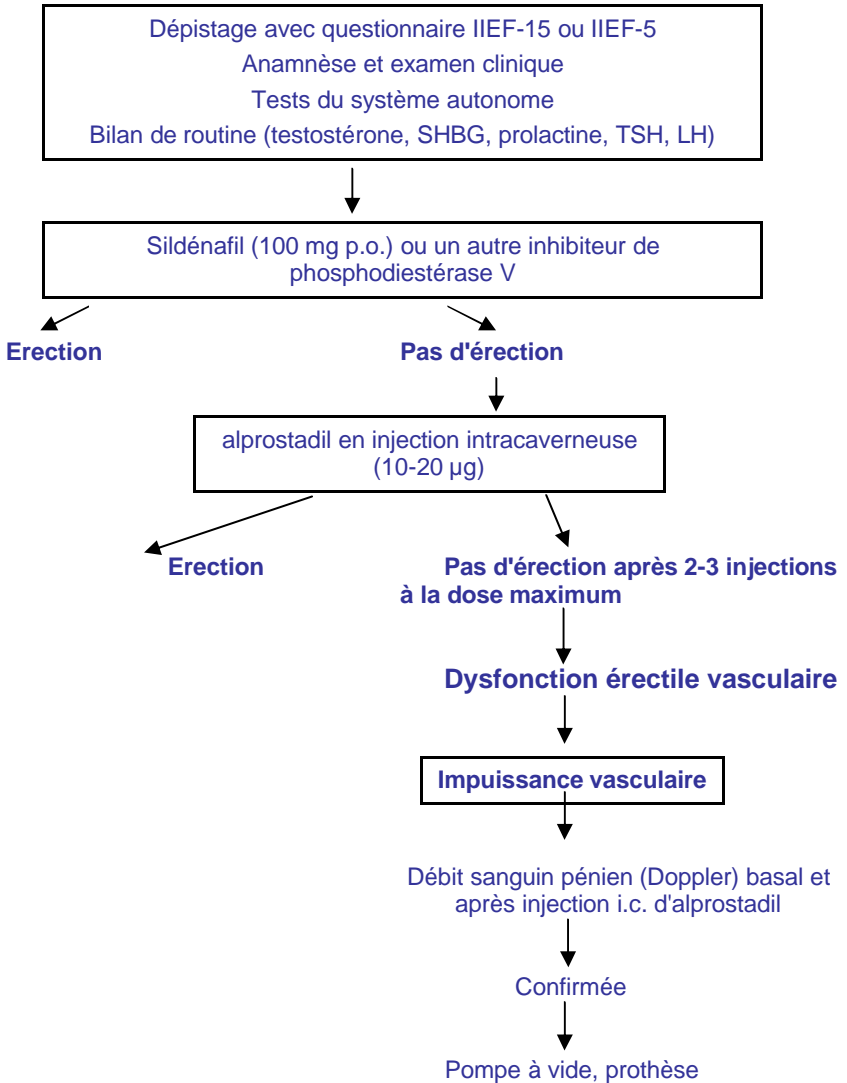 Dépistage avec questionnaire IIEF-15 ou IIEF-5
Anamnèse et examen clinique
Tests du système autonome
Bilan de routine (testostérone, SHBG, prolactine, TSH, LH)
Sildénafil (100 mg p.o.) ou un autre inhibiteur de
phosphodiestérase V
Erection
Pas d'érection
alprostadil en injection intracaverneuse
(10-20 µg)
Erection
Pas d'érection après 2-3 injections
à la dose maximum
Dysfonction érectile vasculaire
Impuissance vasculaire
Débit sanguin pénien (Doppler) basal et
après injection i.c. d'alprostadil
Confirmée
Pompe à vide, prothèse